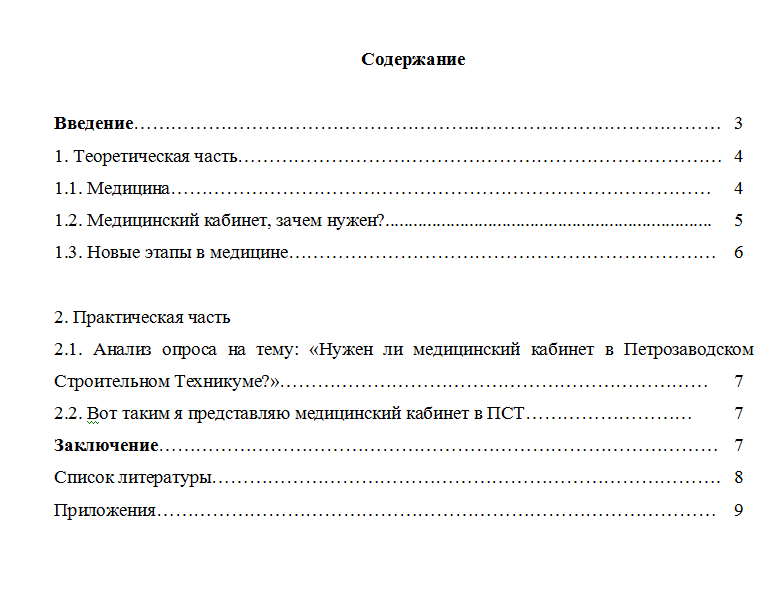 Содержание
Введение…………………………………………………..………………………………… 3
1. Теоретическая часть…………………………………………………………………… 4
1.1. Медицина…………………………………………………………………………… 4
1.2. Медицинский кабинет, зачем нужен?...................................................................... 5
1.3. Новые этапы в медицине…………………………………………………………… 6
2. Практическая часть
2.1. Анализ опроса на тему: «Нужен ли медицинский кабинет в Петрозаводском
Строительном Техникуме?»…………………………………………………………… 7
2.2. Вот таким я представляю медицинский кабинет в ПСТ……………………… 7
Заключение……………………………………………………………………………… 7
Список литературы……………………………………………………………………… 8
Приложения……………………………………………………………………………… 9